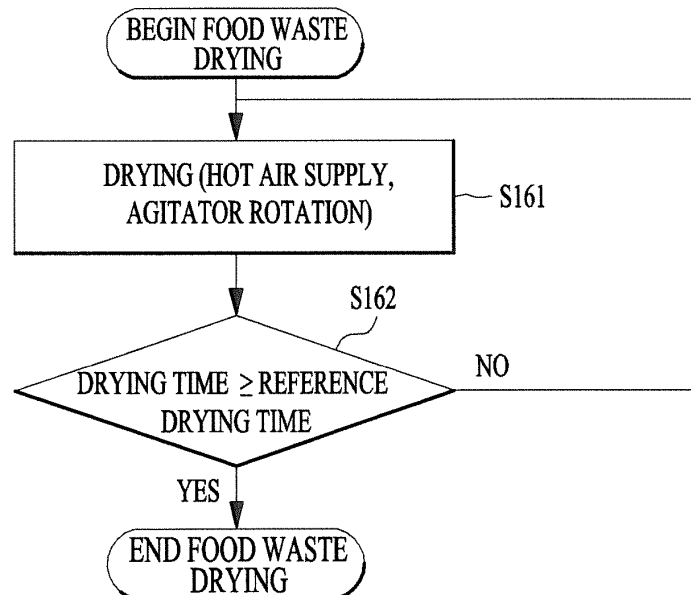 BEGIN FOOD WASTE
DRYING
DRYING (HOT AIR SUPPLY,
AGITATOR ROTATION)
S161
S162
DRYING TIME ≥ REFERENCE
DRYING TIME
NO
YES
END FOOD WASTE
DRYING